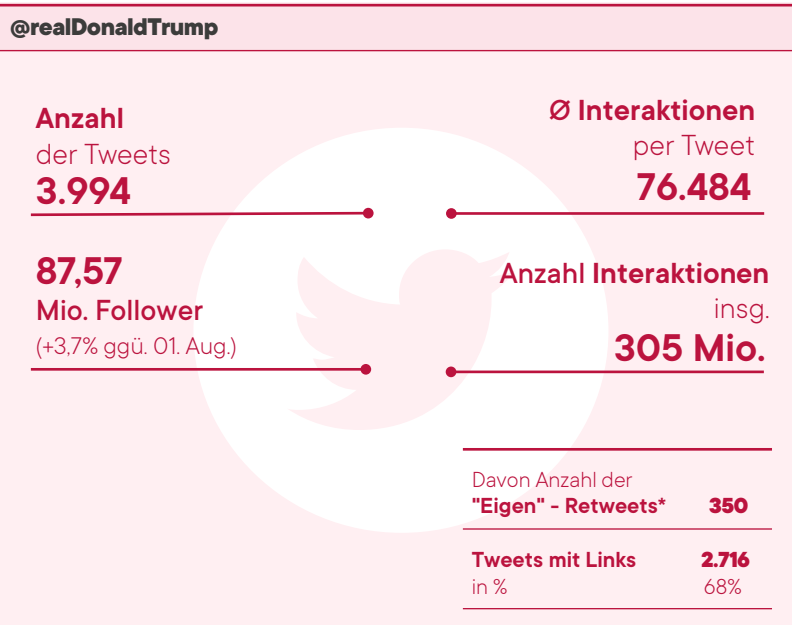 @realDonaldTrump
Anzahl
der Tweets
3.994
Ø Interaktionen
per Tweet
76.484
87,57
Mio. Follower
(+3,7% ggü. 01. Aug.)
Anzahl Interaktionen
insg.
305 Mio.
Davon Anzahl der
"Eigen" - Retweets* 350
Tweets mit Links 2.716
in % 68%